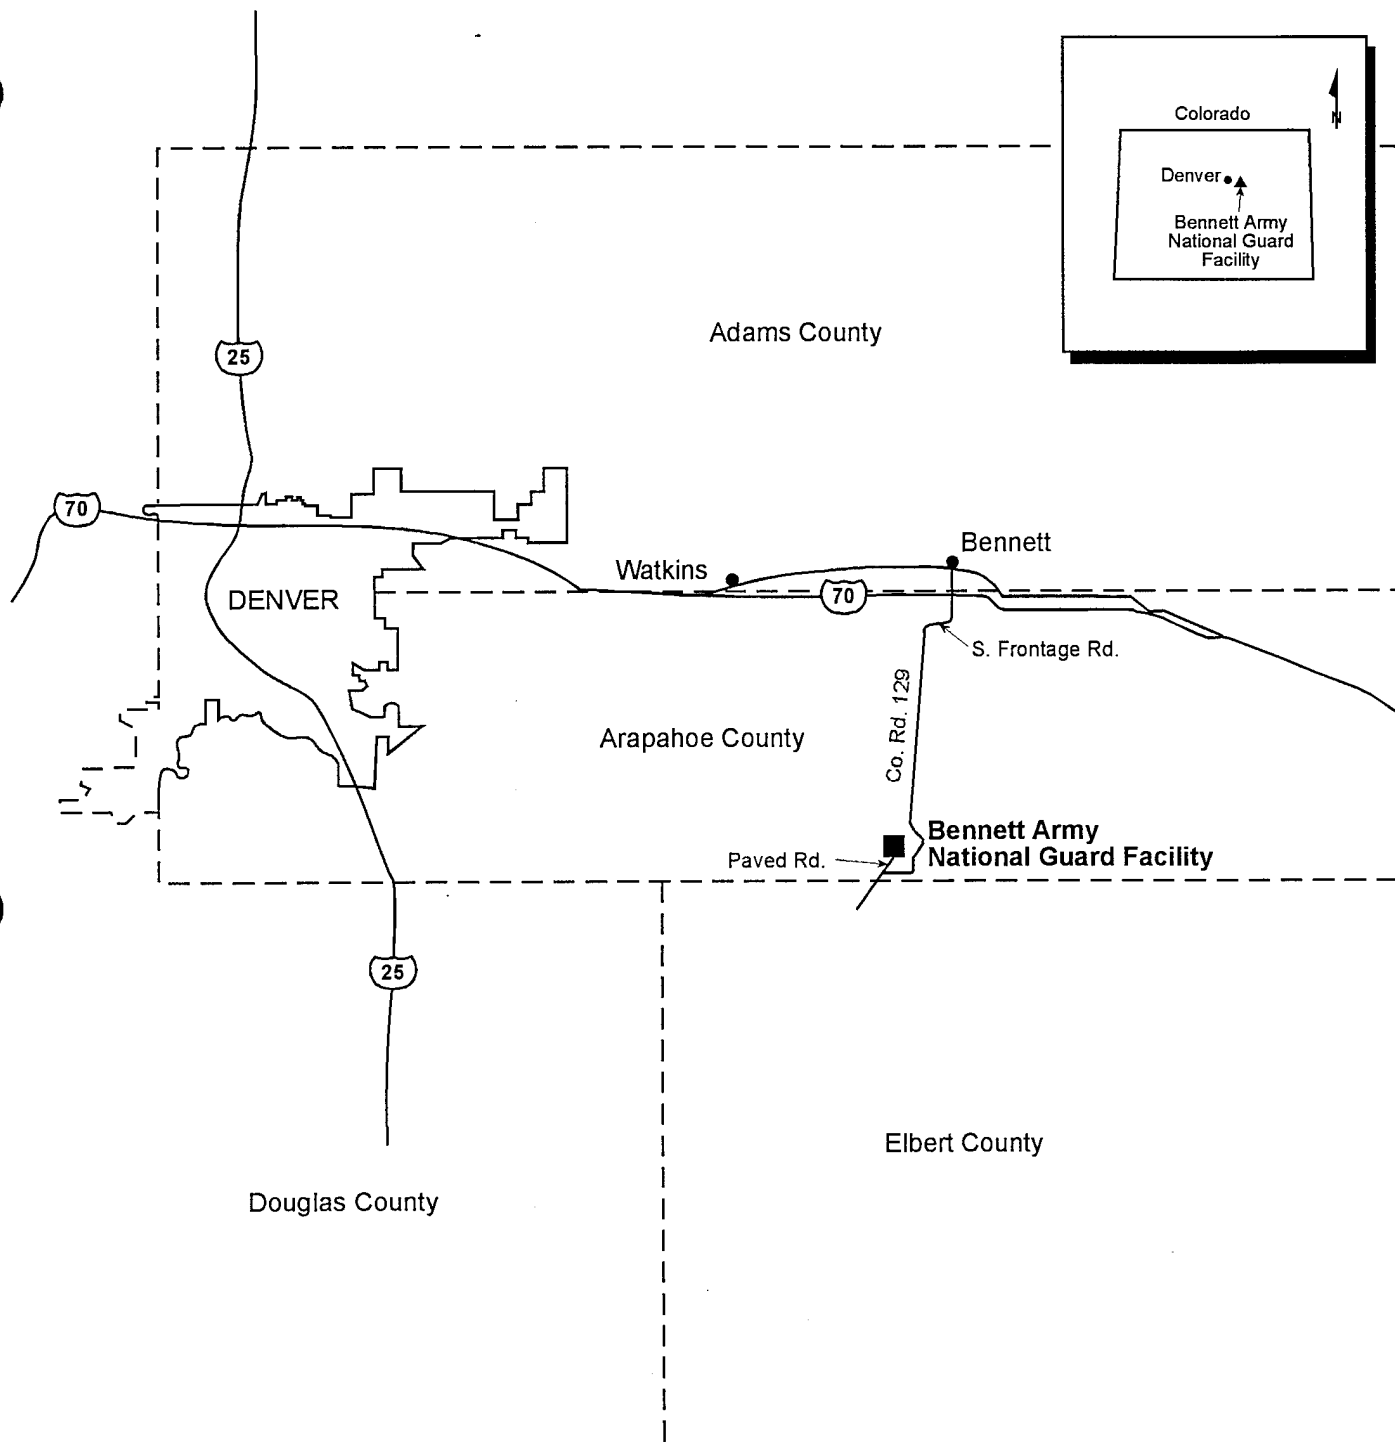 Colorado
N
Denver
Bennett Army
National Guard
Facility
Adams County
25
70
Bennett
Watkins
70
DENVER
S. Frontage Rd.
Co. Rd. 129
Arapahoe County
Bennett Army
National Guard Facility
Paved Rd.
25
Elbert County
Douglas County